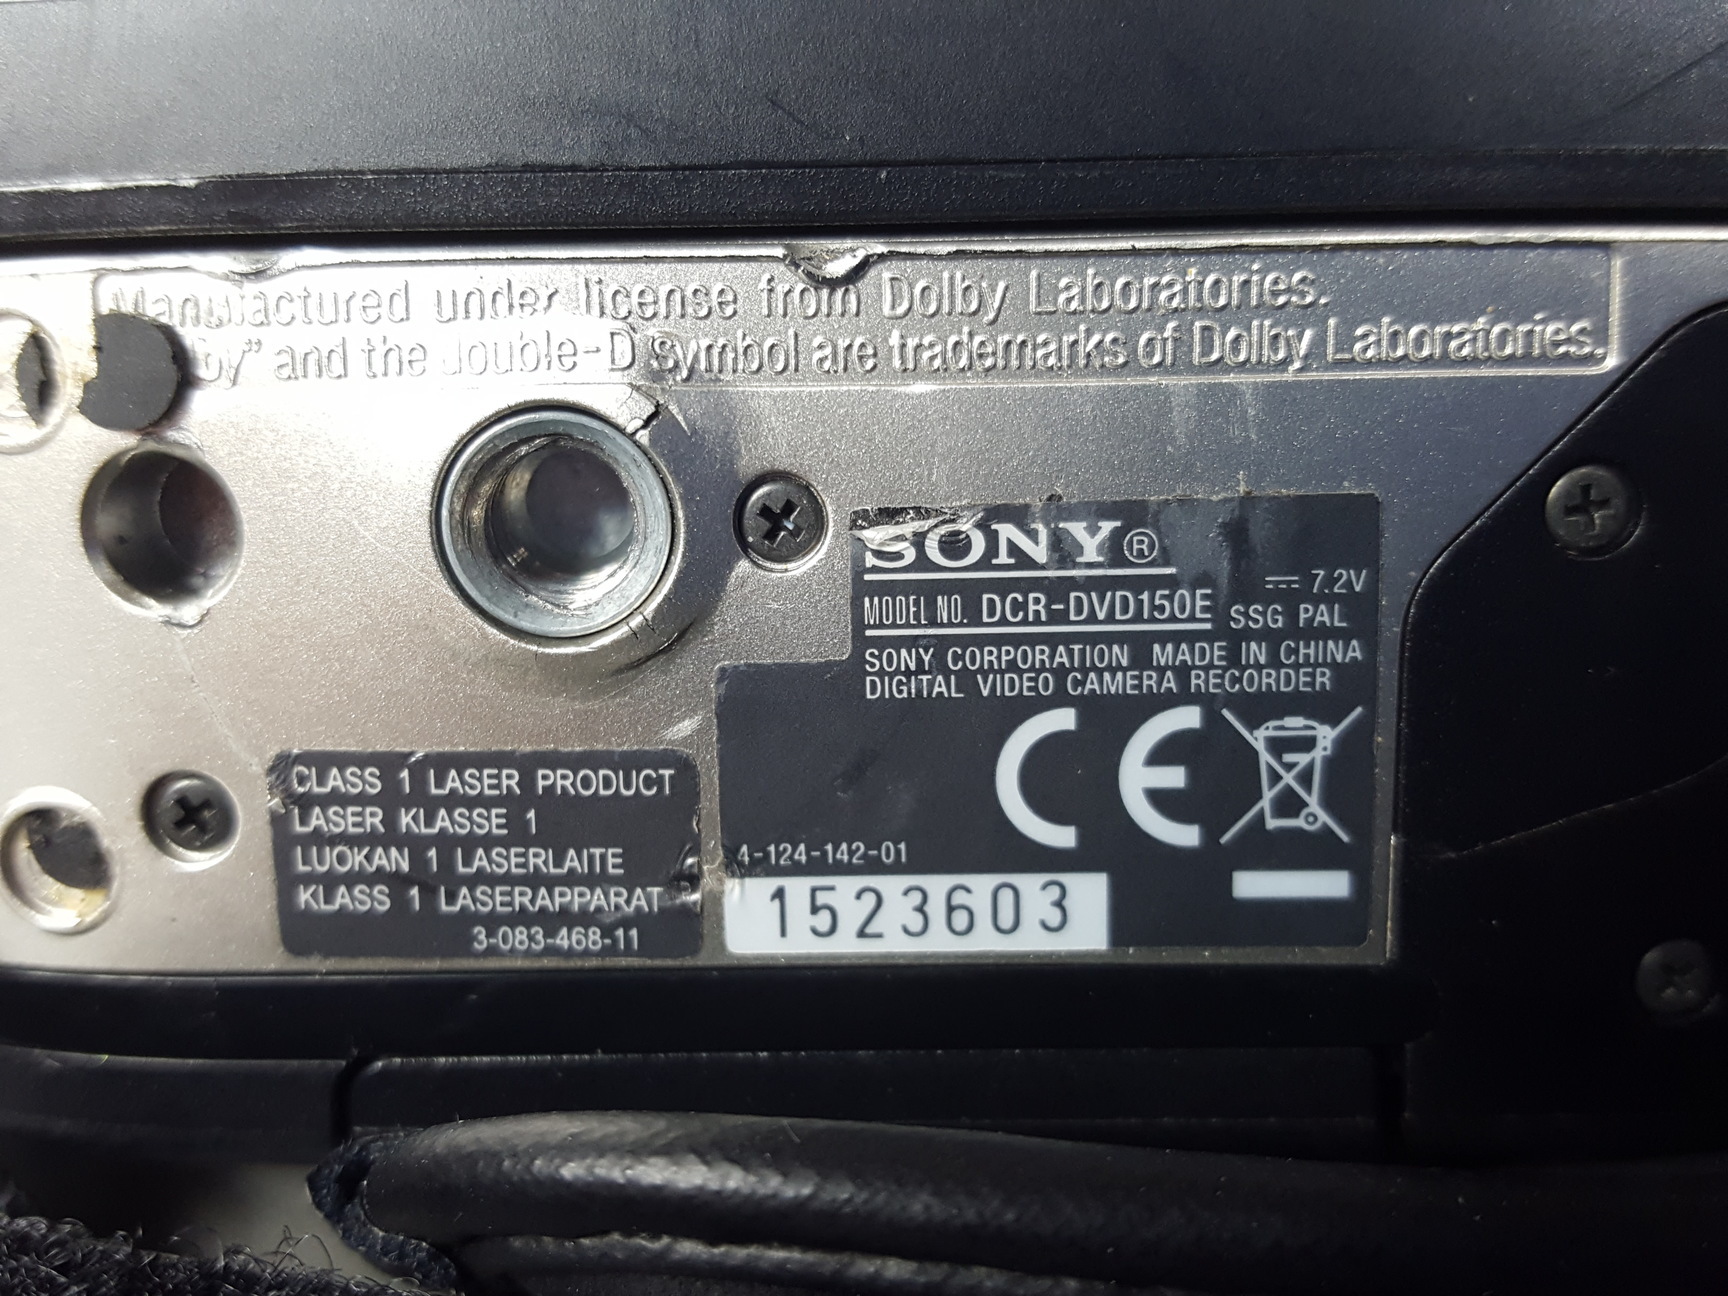 Manufactured under license from Dolby Laboratories.
by" and the double-D symbol are trademarks of Dolby Laboratories.
SONY®
7.2V
MODEL NO. DCR-DVD150E SSG PAL
SONY CORPORATION MADE IN CHINA
DIGITAL VIDEO CAMERA RECORDER
CE
4-124-142-01
1523603
CLASS 1 LASER PRODUCT
LASER KLASSE 1
LUOKAN 1 LASERLAITE
KLASS 1 LASERAPPARAT
3-083-468-11